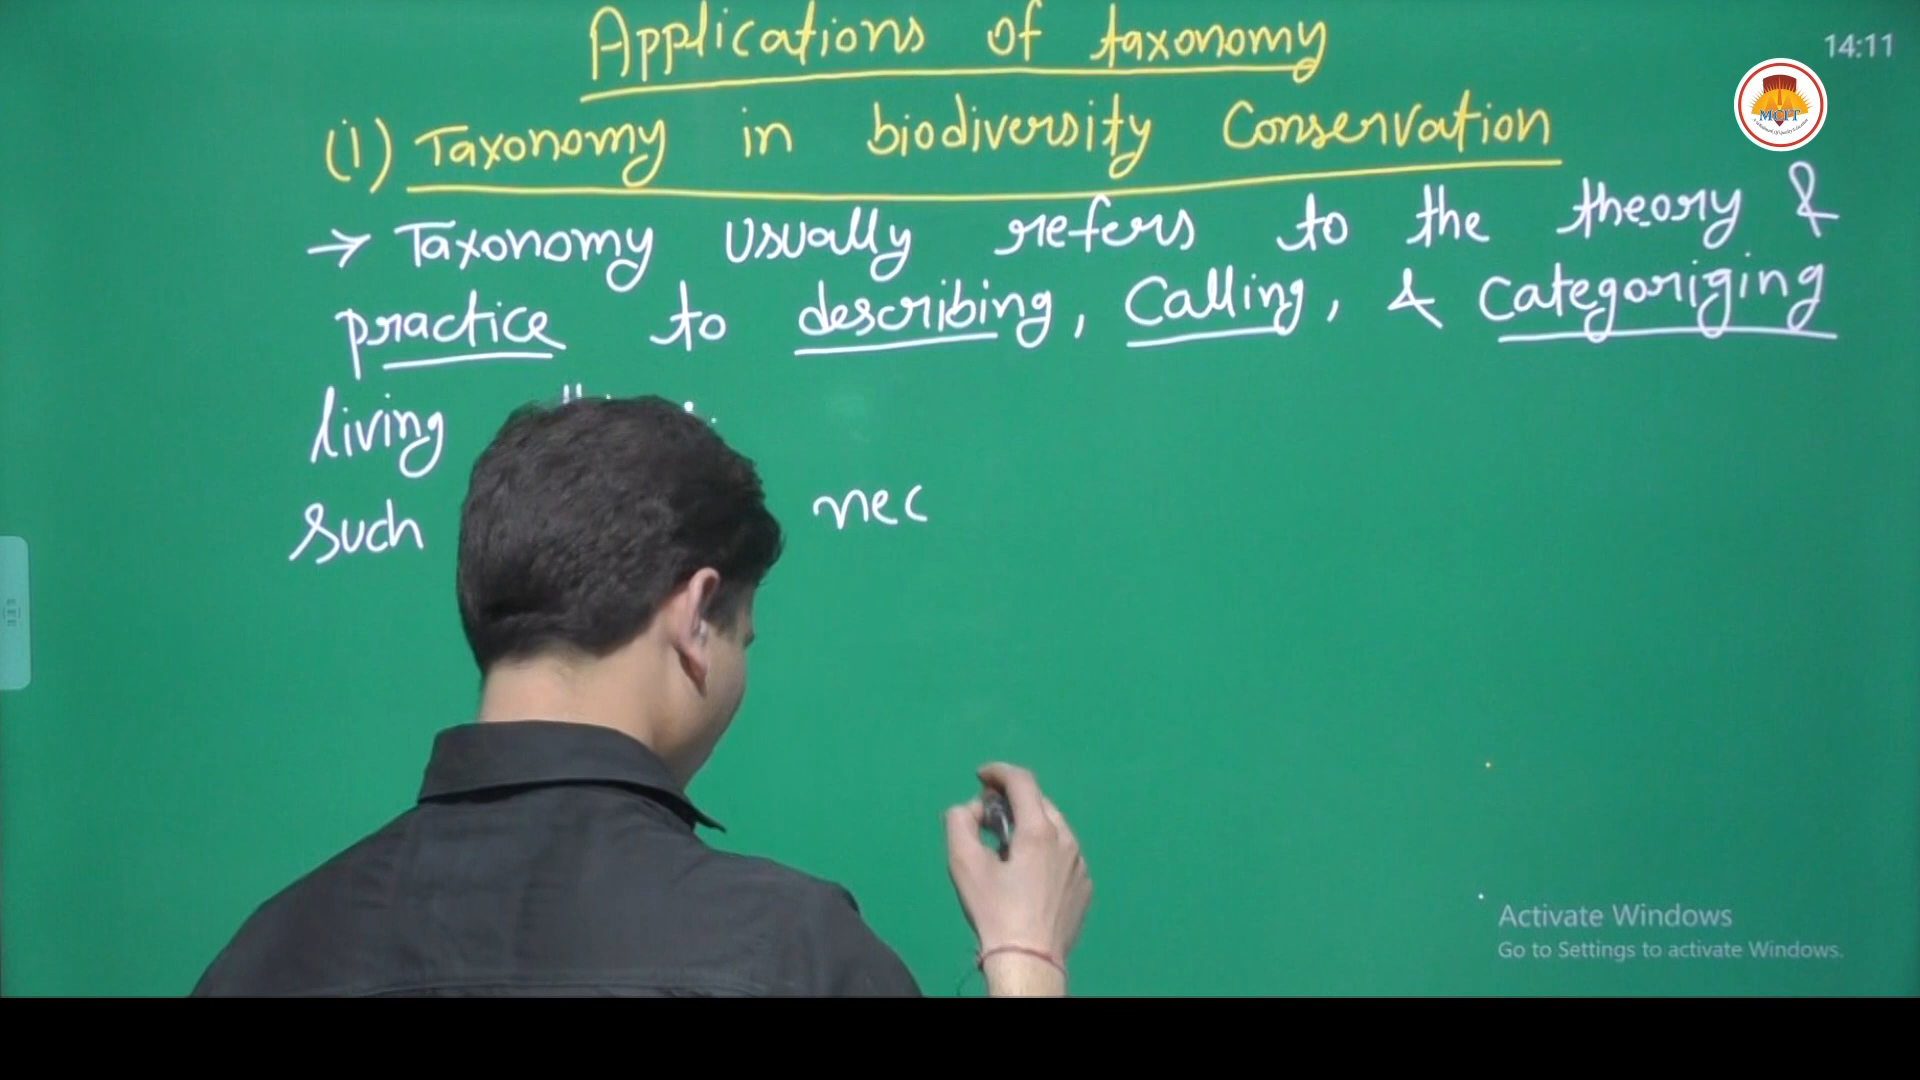 Applications of taxonomy
14:11
(i) Taxonomy in biodiversity Conservation
MCIT
→ Taxonomy usually refers to the theory &
practice to describing, Calling, & Categoriging
living
such nec
Activate Windows
Go to Settings to activate Windows.